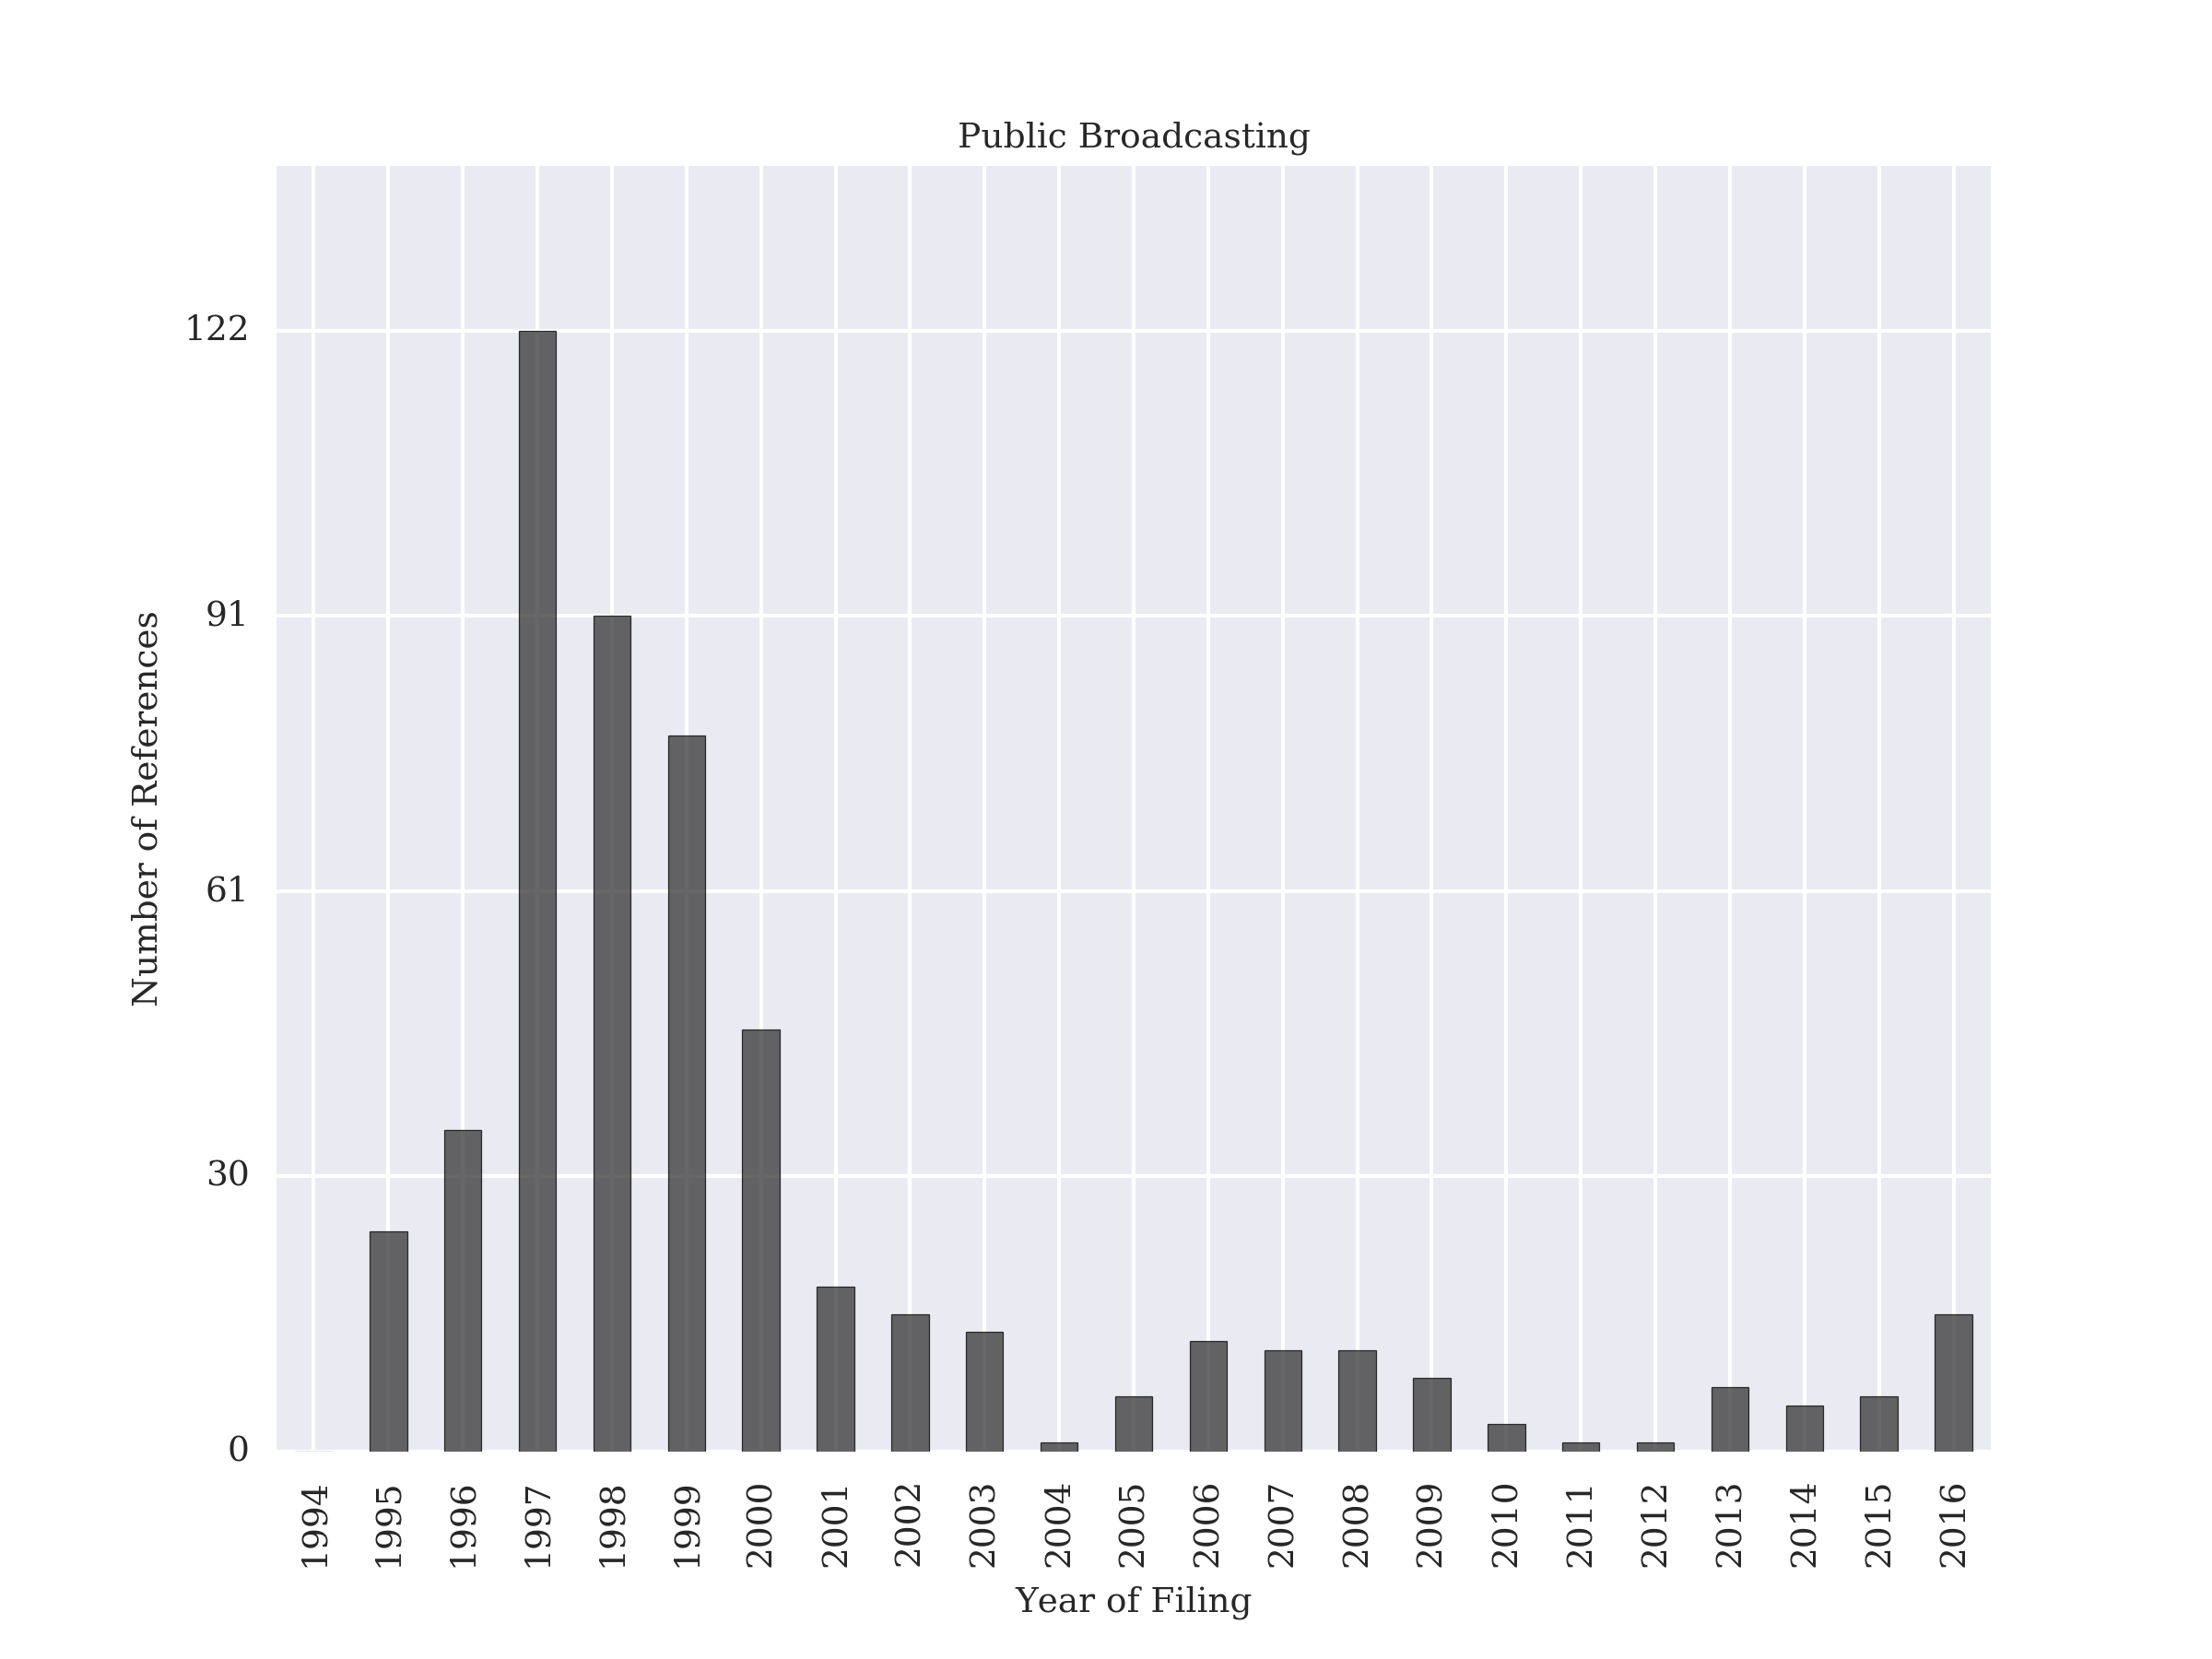 Public Broadcasting
Number of References
122
91
61
30
0
1994 1995 1996 1997 1998 1999 2000 2001 2002 2003 2004 2005 2006 2007 2008 2009 2010 2011 2012 2013 2014 2015 2016
Year of Filing